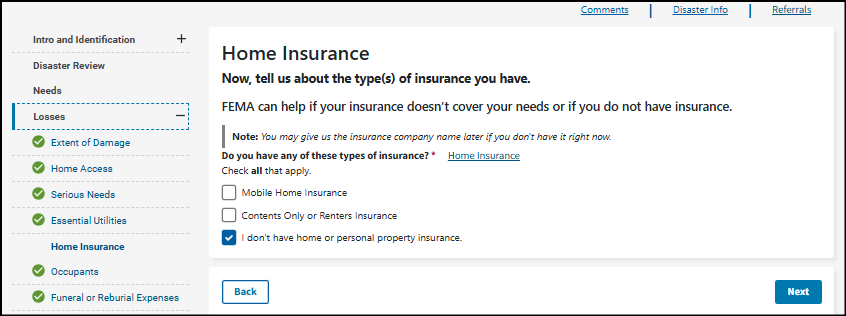 Comments | Disaster Info | Referrals
Intro and Identification +
Disaster Review
Needs
Losses −
Extent of Damage
Home Access
Serious Needs
Essential Utilities
Home Insurance
Occupants
Funeral or Reburial Expenses
Home Insurance
Now, tell us about the type(s) of insurance you have.
FEMA can help if your insurance doesn't cover your needs or if you do not have insurance.
Note: You may give us the insurance company name later if you don't have it right now.
Do you have any of these types of insurance? * Home Insurance
Check all that apply.
Mobile Home Insurance
Contents Only or Renters Insurance
I don't have home or personal property insurance.
Back
Next